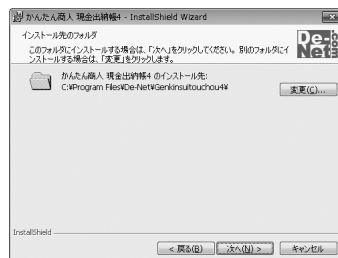 かんたん商人 現金出納帳4 - InstallShield Wizard
インストール先のフォルダ
このフォルダにインストールする場合は、「次へ」をクリックしてください。別のフォルダにイ
ンストールする場合は、「変更」をクリックします。
De-Net.com
かんたん商人 現金出納帳4 のインストール先:
C:¥Program Files¥De-Net¥Genkinsuitouchou4¥
変更(C)...
InstallShield
< 戻る(B) 次へ(N) > キャンセル